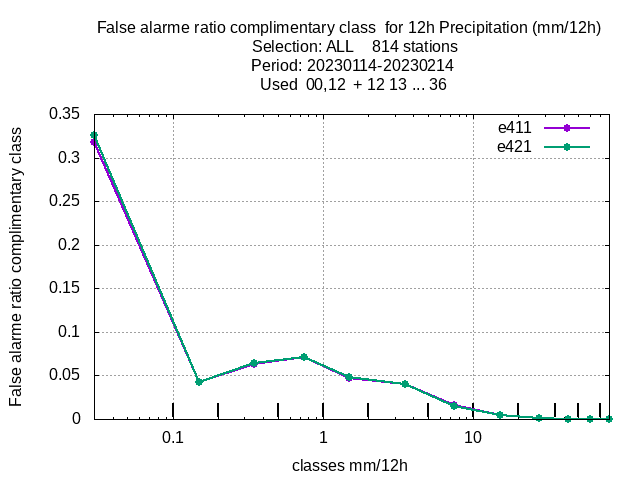 False alarme ratio complimentary class  for 12h Precipitation (mm/12h)
Selection: ALL    814 stations
Period: 20230114-20230214
Used  00,12  + 12 13 ... 36
e411
e421
False alarme ratio complimentary class
0.35
0.3
0.25
0.2
0.15
0.1
0.05
0
0.1
1
10
classes mm/12h